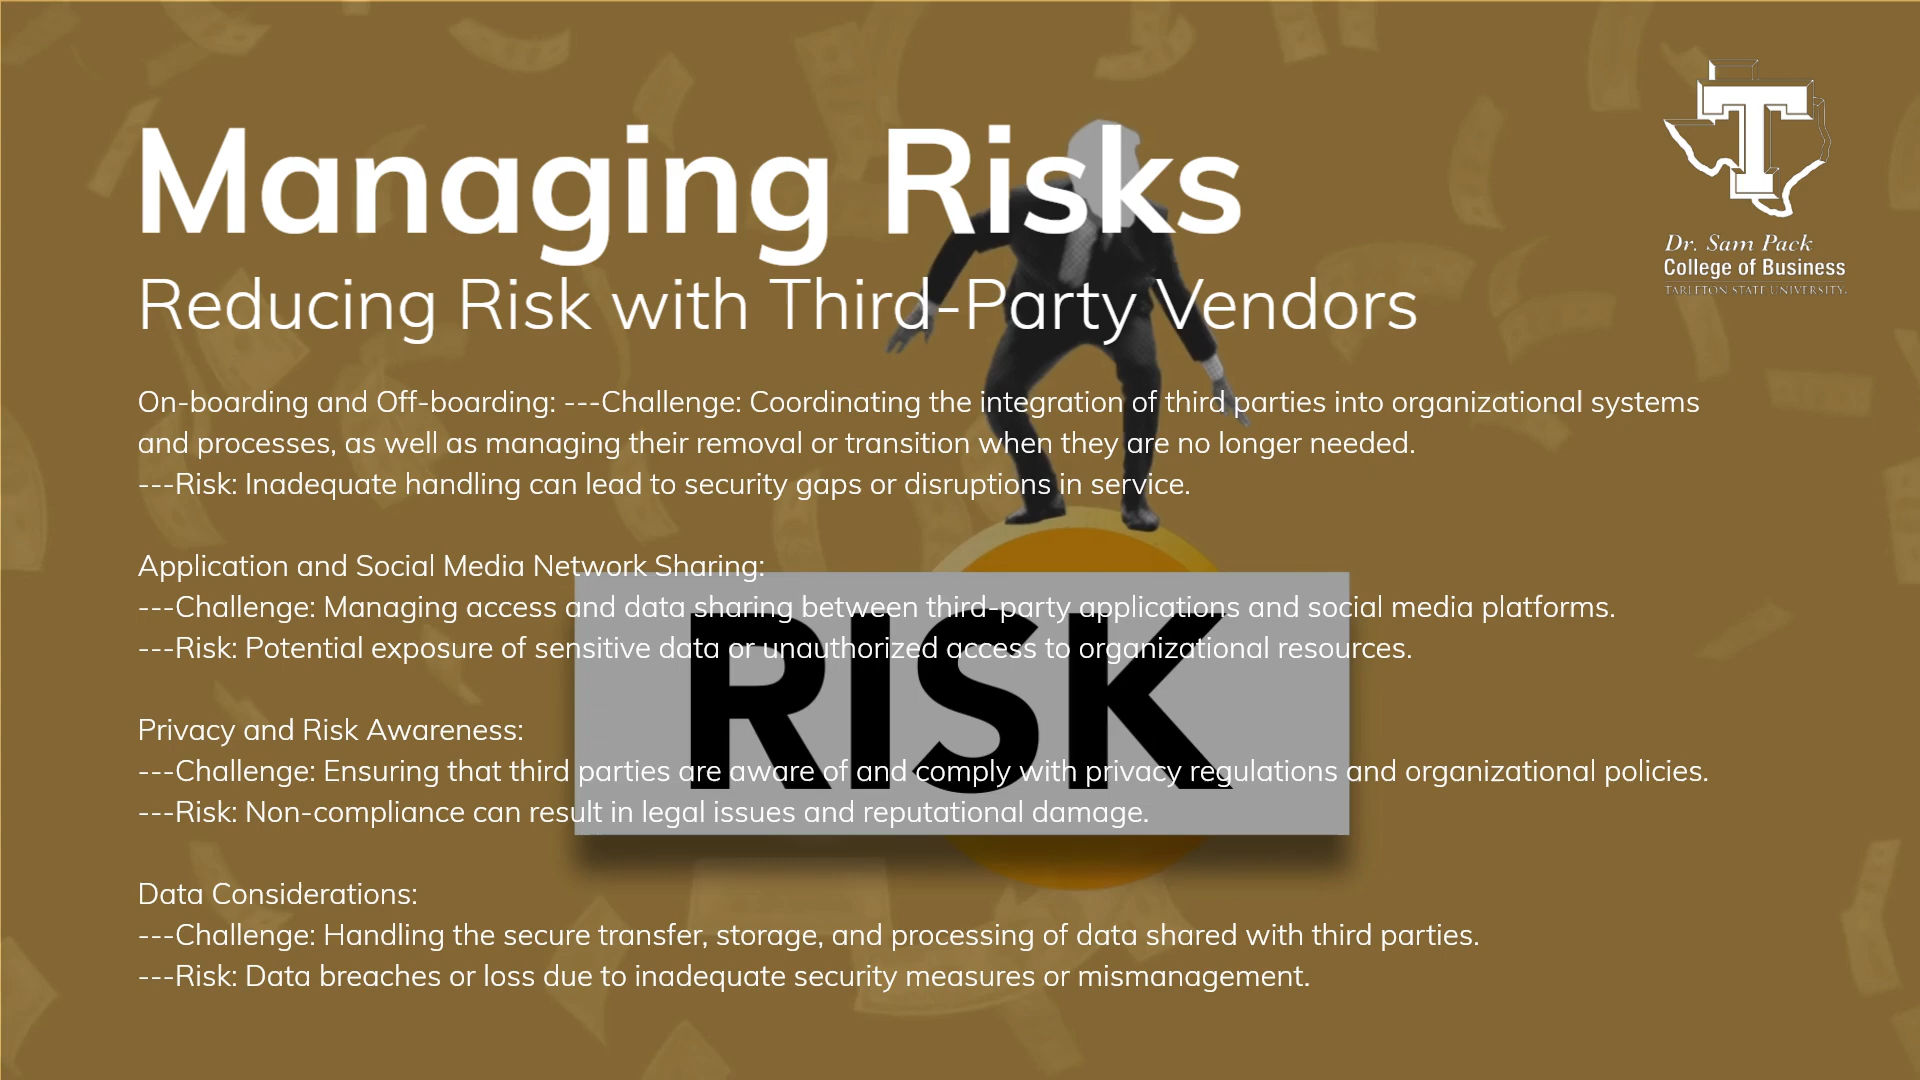 Managing Risks
Reducing Risk with Third-Party Vendors
Dr. Sam Pack
College of Business
TARLETON STATE UNIVERSITY.
On-boarding and Off-boarding: ---Challenge: Coordinating the integration of third parties into organizational systems
and processes, as well as managing their removal or transition when they are no longer needed.
---Risk: Inadequate handling can lead to security gaps or disruptions in service.
Application and Social Media Network Sharing:
---Challenge: Managing access and data sharing between third-party applications and social media platforms.
---Risk: Potential exposure of sensitive data or unauthorized access to organizational resources.
RISK
Privacy and Risk Awareness:
---Challenge: Ensuring that third parties are aware of and comply with privacy regulations and organizational policies.
---Risk: Non-compliance can result in legal issues and reputational damage.
Data Considerations:
---Challenge: Handling the secure transfer, storage, and processing of data shared with third parties.
---Risk: Data breaches or loss due to inadequate security measures or mismanagement.